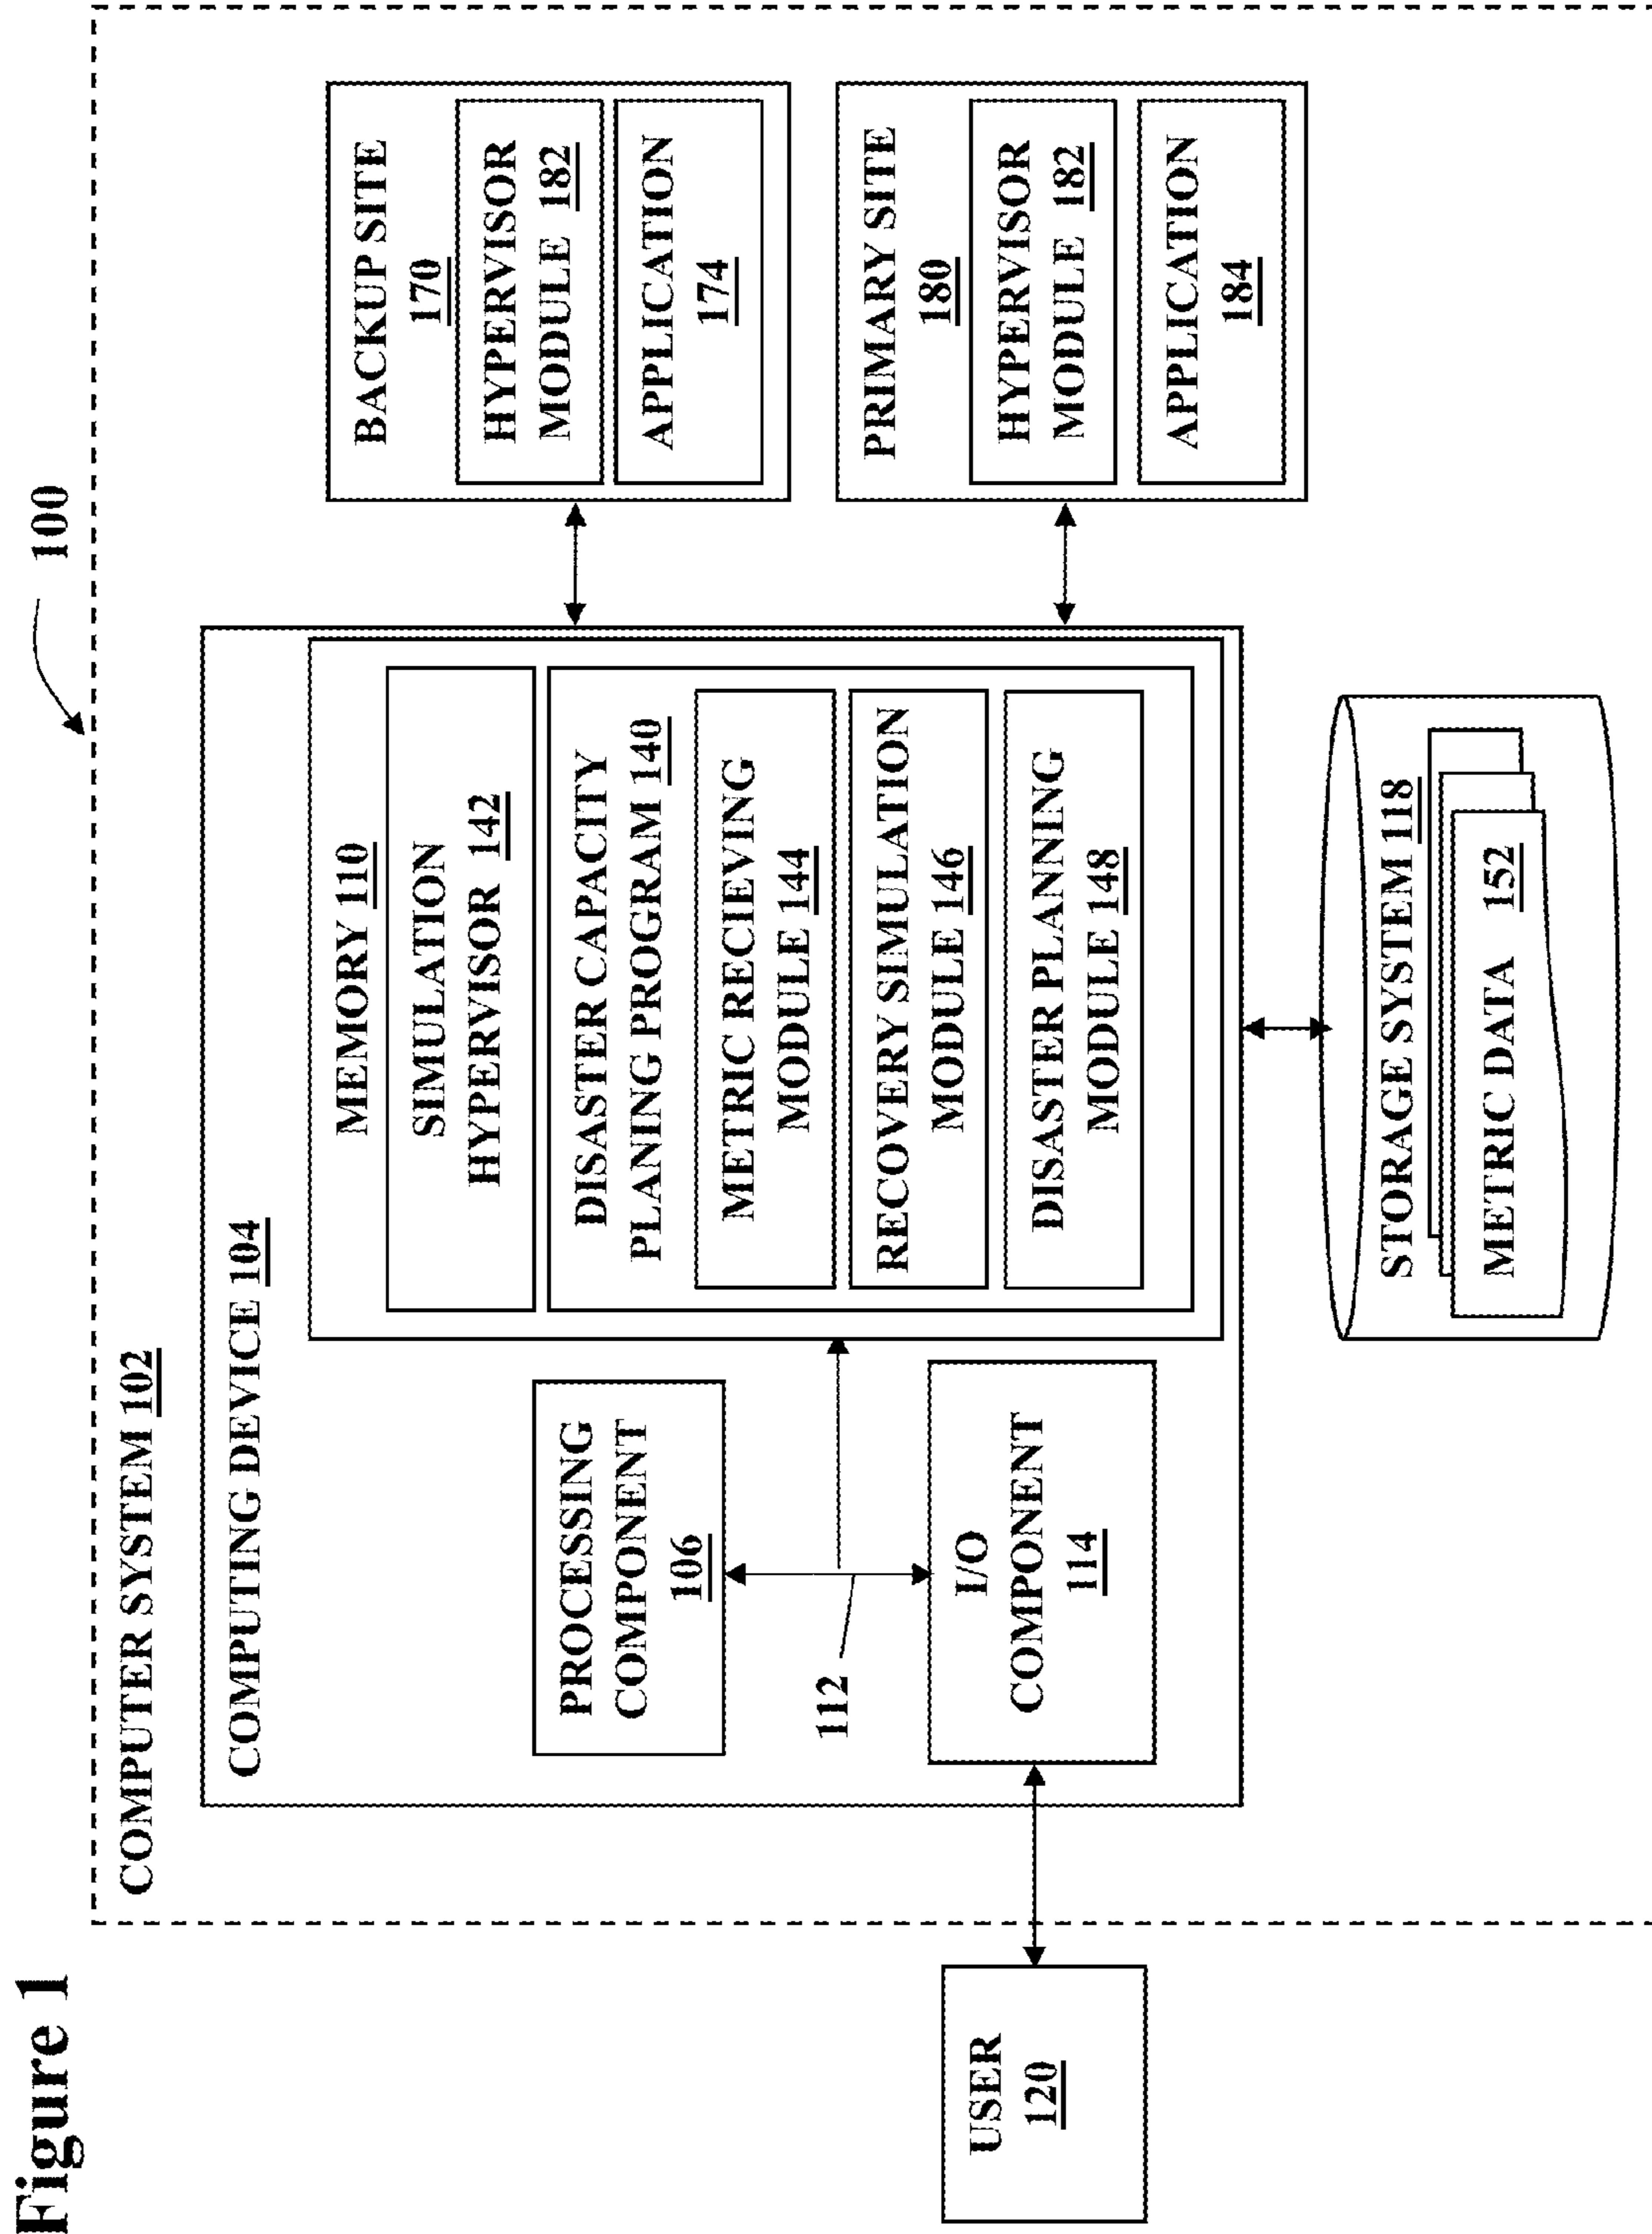 Figure 1
100
COMPUTER SYSTEM 102
COMPUTING DEVICE 104
PROCESSING
COMPONENT
106
112
I/O
COMPONENT
114
MEMORY 110
SIMULATION
HYPERVISOR 142
DISASTER CAPACITY
PLANING PROGRAM 140
METRIC RECIEVING
MODULE 144
RECOVERY SIMULATION
MODULE 146
DISASTER PLANNING
MODULE 148
BACKUP SITE
170
HYPERVISOR
MODULE 182
APPLICATION
174
PRIMARY SITE
180
HYPERVISOR
MODULE 182
APPLICATION
184
USER
120
STORAGE SYSTEM 118
METRIC DATA 152